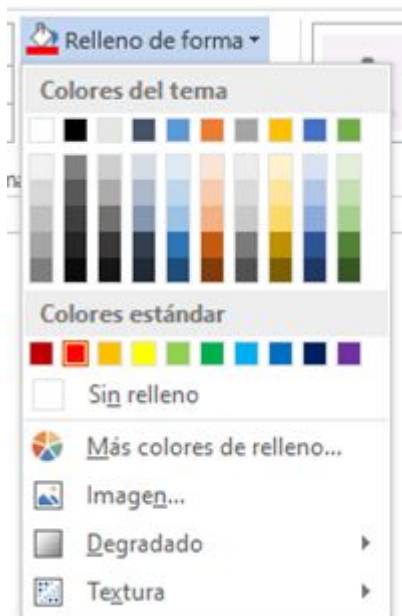 Relleno de forma
Colores del tema
Colores estándar
Sin relleno
Más colores de relleno...
Imagen...
Degradado
Textura